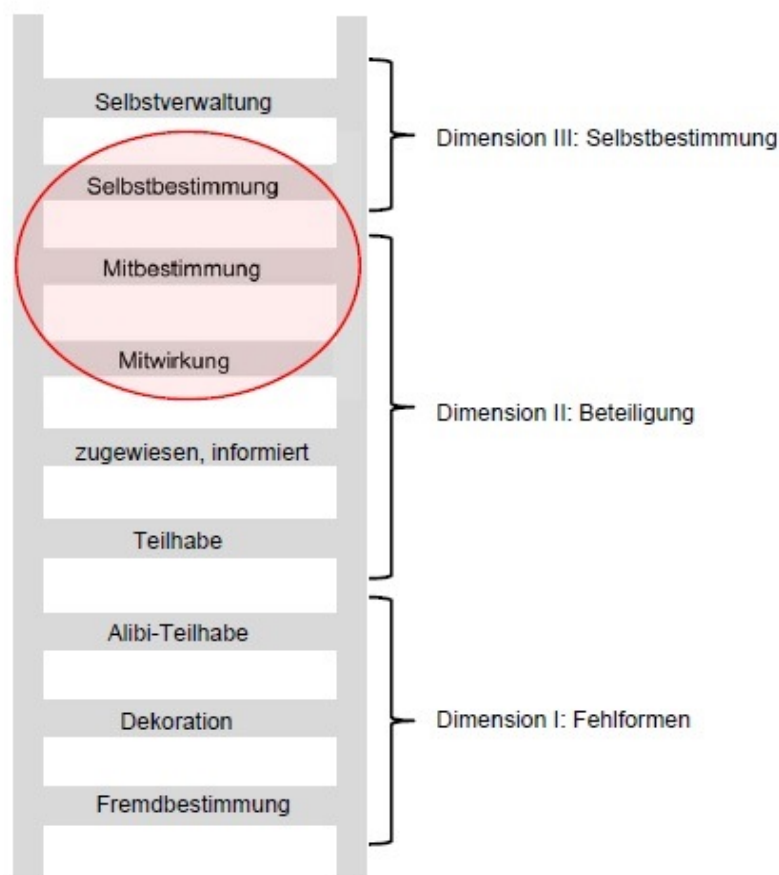 Selbstverwaltung
Dimension III: Selbstbestimmung
Selbstbestimmung
Mitbestimmung
Mitwirkung
Dimension II: Beteiligung
zugewiesen, informiert
Teilhabe
Alibi-Teilhabe
Dekoration
Dimension I: Fehlformen
Fremdbestimmung